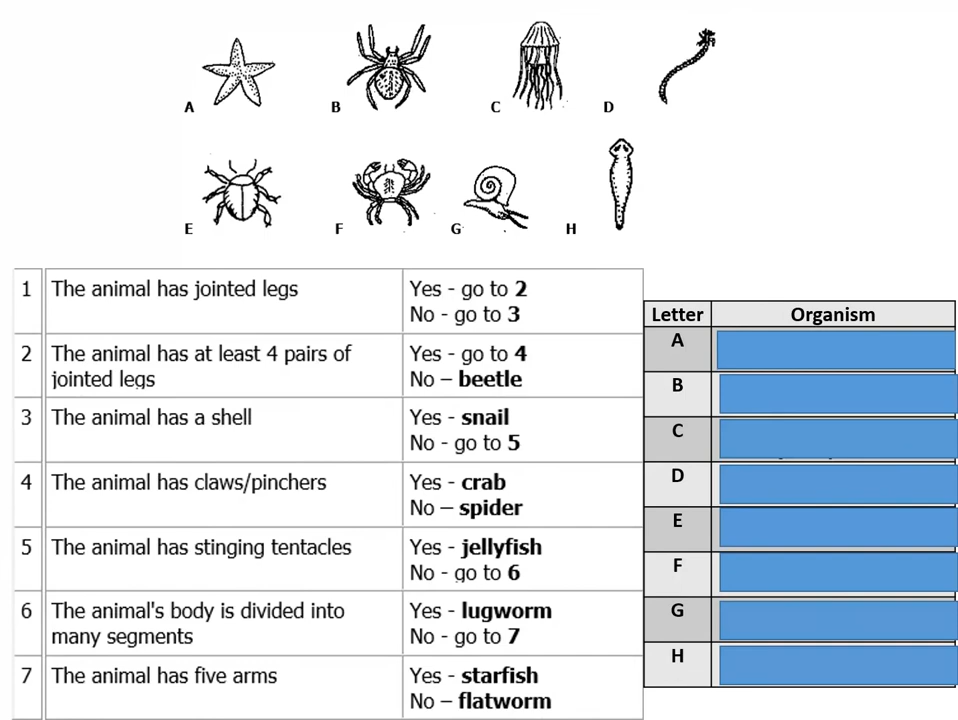 A
B
C
D
E
F
G
H
1 The animal has jointed legs Yes - go to 2
No - go to 3
2 The animal has at least 4 pairs of Yes - go to 4
jointed legs No – beetle
3 The animal has a shell Yes - snail
No - go to 5
4 The animal has claws/pinchers Yes - crab
No – spider
5 The animal has stinging tentacles Yes - jellyfish
No - go to 6
6 The animal's body is divided into Yes - lugworm
many segments No - go to 7
7 The animal has five arms Yes - starfish
No – flatworm
Letter Organism
A
B
C
D
E
F
G
H